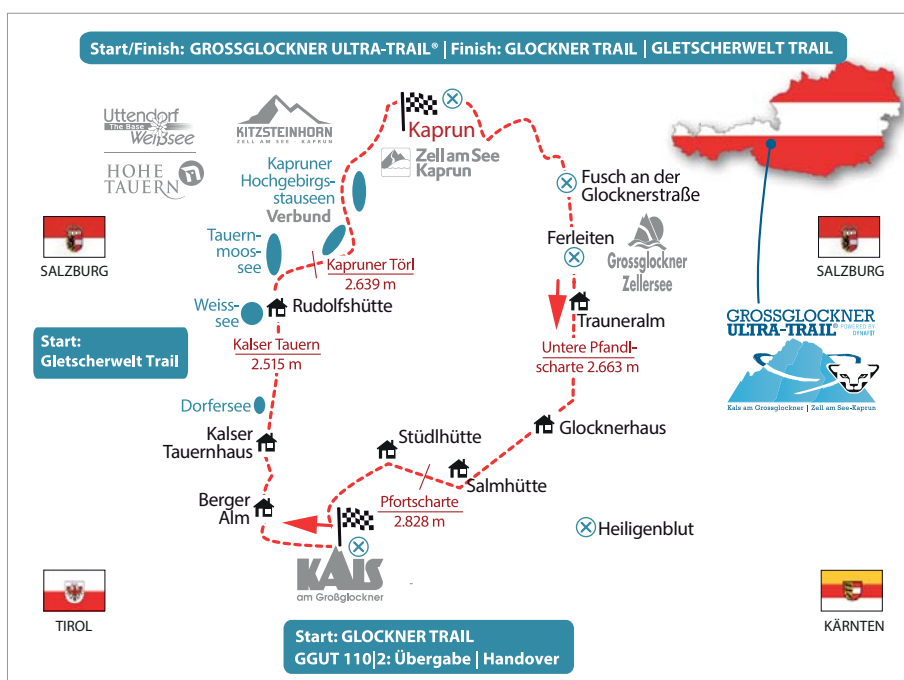 Start/Finish: GROSSGLOCKNER ULTRA-TRAIL® | Finish: GLOCKNER TRAIL | GLETSCHERWELT TRAIL
Uttendorf
The Base
Weißsee
KITZSTEINHORN
ZELL AM SEE - KAPRUN
HOHE
TAUERN
Kaprun
Zell am See
Kaprun
Kapruner
Hochgebirgs-
stauseen
Verbund
Fusch an der
Glocknerstraße
SALZBURG
Tauern-
moos-
see
Kapruner Törl
2.639 m
Ferleiten
Grossglockner
Zellersee
SALZBURG
Weiss-
see
Rudolfshütte
Trauneralm
GROSSGLOCKNER
ULTRA-TRAIL®
POWERED BY
DYNAFIT
Kals am Grossglockner | Zell am See-Kaprun
Start:
Gletscherwelt Trail
Kalser Tauern
2.515 m
Untere Pfandl-
scharte 2.663 m
Dorfersee
Kalser
Tauernhaus
Stüdlhütte
Glocknerhaus
Salmhütte
Berger
Alm
Pfortscharte
2.828 m
Heiligenblut
KALS
am Großglockner
TIROL
KÄRNTEN
Start: GLOCKNER TRAIL
GGUT 110|2: Übergabe | Handover